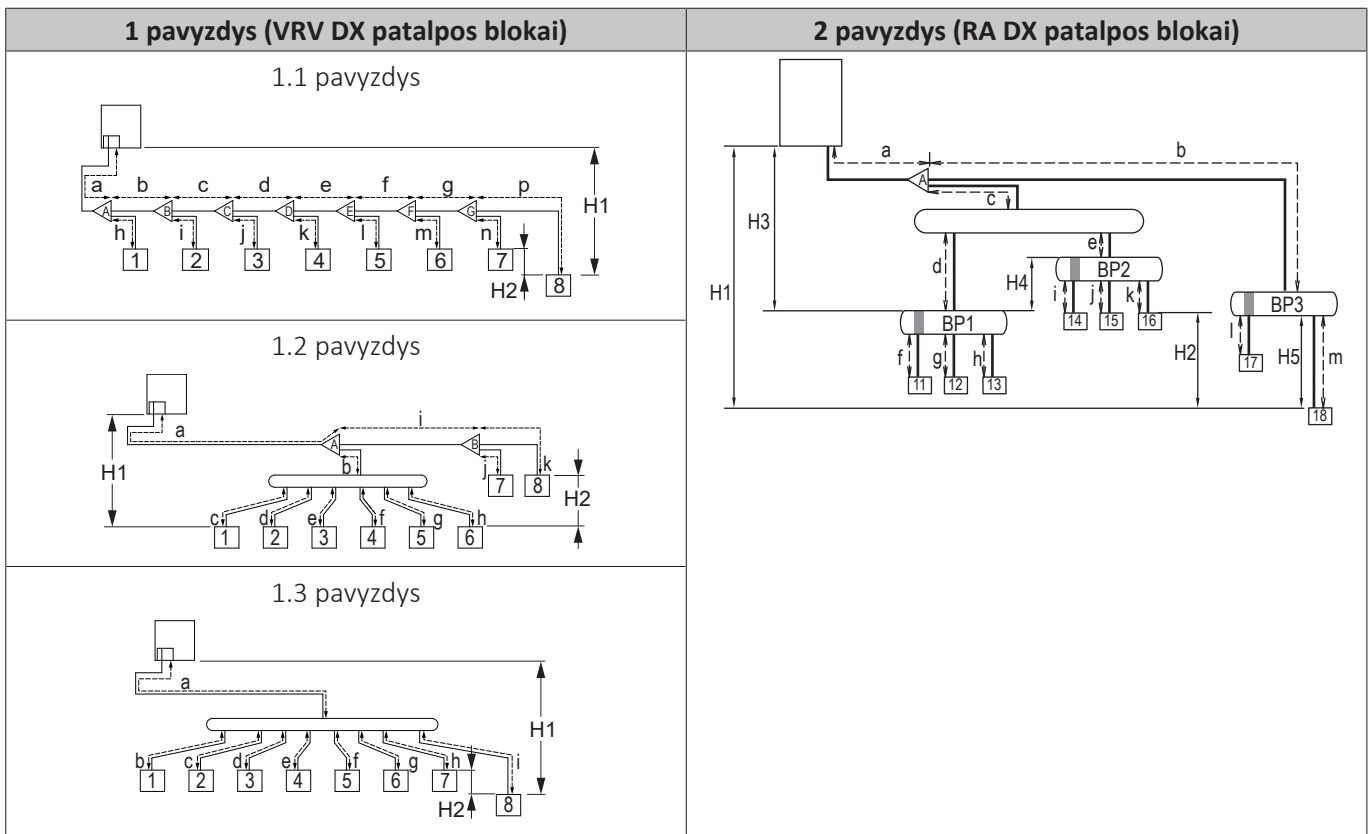 1 pavyzdys (VRV DX patalpos blokai)
2 pavyzdys (RA DX patalpos blokai)
1.1 pavyzdys
a b c d e f g p
A B C D E F G
h i j k l m n
1 2 3 4 5 6 7
8
H1
H2
1.2 pavyzdys
a
i
A
B
b
j
k
7 8
H1
H2
c d e f g h
1 2 3 4 5 6
1.3 pavyzdys
a
H1
b c d e f g h i
1 2 3 4 5 6 7
H2
8
a
b
A
c
H3
e
d
BP2
H4
i j k
BP1
14 15 16
BP3
H1
f g h
11 12 13
H2
l
17
H5
m
18